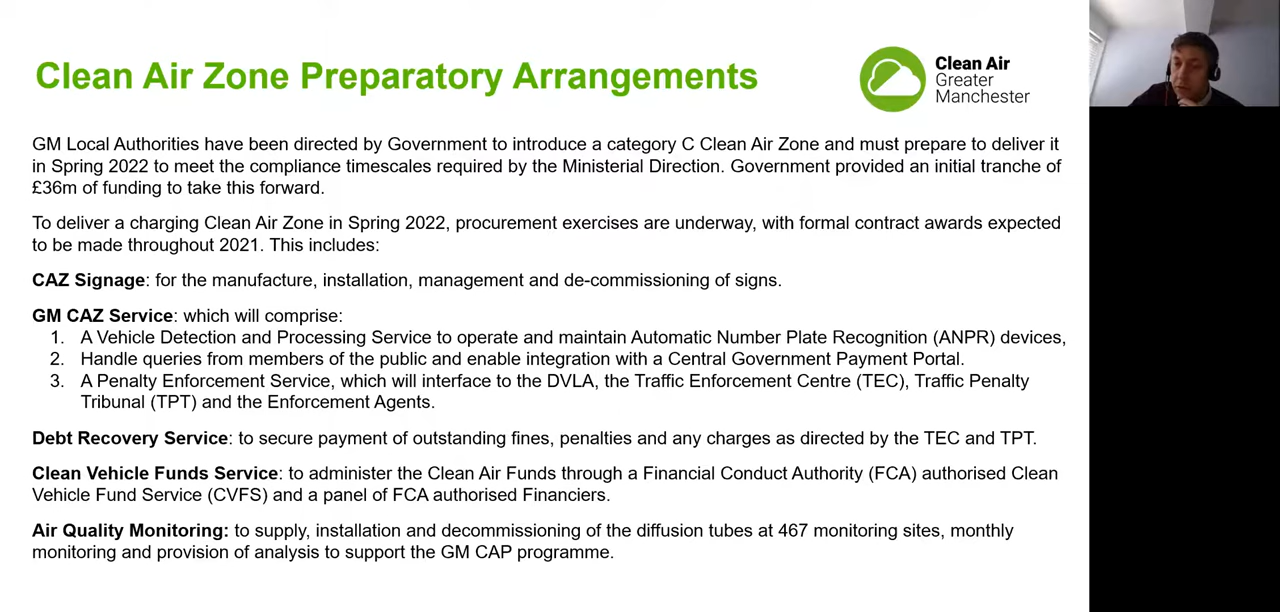 Clean Air Zone Preparatory Arrangements
Clean Air
Greater
Manchester
GM Local Authorities have been directed by Government to introduce a category C Clean Air Zone and must prepare to deliver it
in Spring 2022 to meet the compliance timescales required by the Ministerial Direction. Government provided an initial tranche of
£36m of funding to take this forward.
To deliver a charging Clean Air Zone in Spring 2022, procurement exercises are underway, with formal contract awards expected
to be made throughout 2021. This includes:
CAZ Signage: for the manufacture, installation, management and de-commissioning of signs.
GM CAZ Service: which will comprise:
1. A Vehicle Detection and Processing Service to operate and maintain Automatic Number Plate Recognition (ANPR) devices,
2. Handle queries from members of the public and enable integration with a Central Government Payment Portal.
3. A Penalty Enforcement Service, which will interface to the DVLA, the Traffic Enforcement Centre (TEC), Traffic Penalty
Tribunal (TPT) and the Enforcement Agents.
Debt Recovery Service: to secure payment of outstanding fines, penalties and any charges as directed by the TEC and TPT.
Clean Vehicle Funds Service: to administer the Clean Air Funds through a Financial Conduct Authority (FCA) authorised Clean
Vehicle Fund Service (CVFS) and a panel of FCA authorised Financiers.
Air Quality Monitoring: to supply, installation and decommissioning of the diffusion tubes at 467 monitoring sites, monthly
monitoring and provision of analysis to support the GM CAP programme.